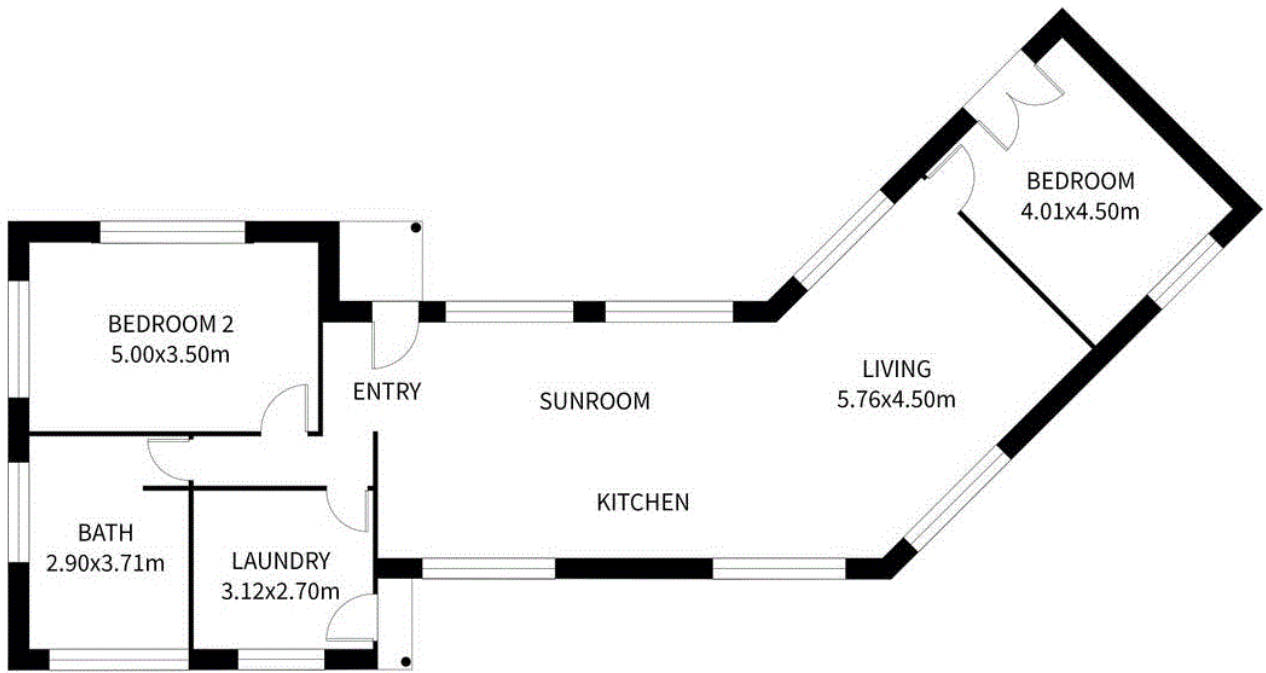 BEDROOM
4.01x4.50m
BEDROOM 2
5.00x3.50m
ENTRY
SUNROOM
LIVING
5.76x4.50m
KITCHEN
BATH
2.90x3.71m
LAUNDRY
3.12x2.70m